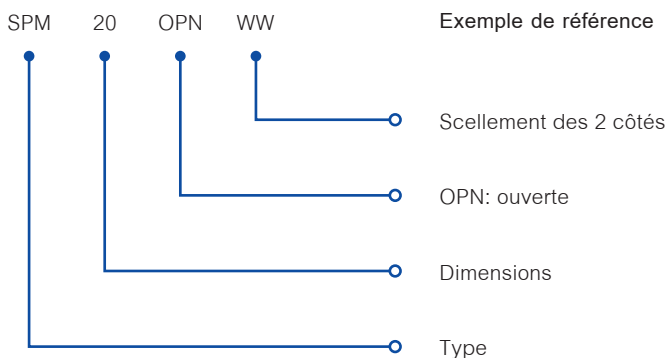 SPM 20 OPN WW Exemple de référence
Scellement des 2 côtés
OPN: ouverte
Dimensions
Type